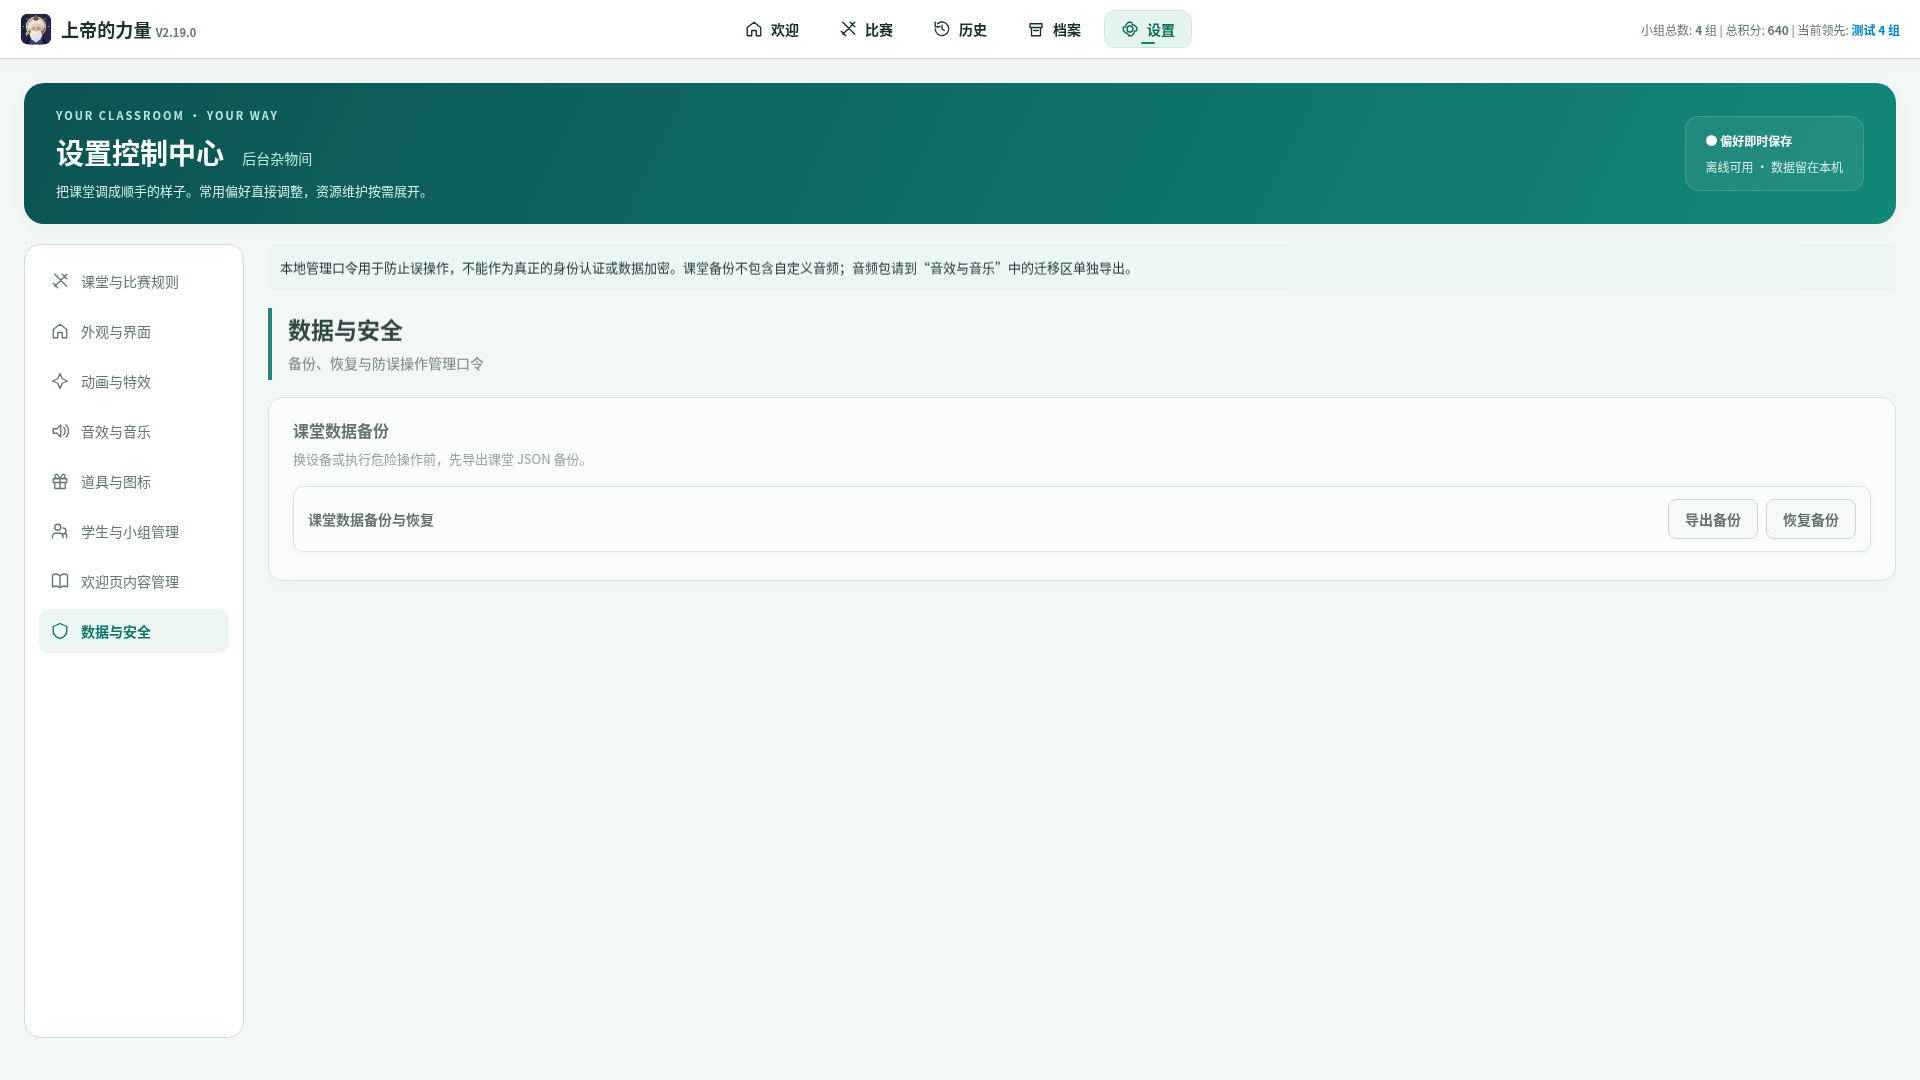 上帝的力量 V2.19.0
欢迎
比赛
历史
档案
设置
小组总数: 4 组 | 总积分: 640 | 当前领先: 测试 4 组
YOUR CLASSROOM · YOUR WAY
设置控制中心 后台杂物间
把课堂调成顺手的样子。常用偏好直接调整，资源维护按需展开。
偏好即时保存
离线可用 · 数据留在本机
课堂与比赛规则
外观与界面
动画与特效
音效与音乐
道具与图标
学生与小组管理
欢迎页内容管理
数据与安全
本地管理口令用于防止误操作，不能作为真正的身份认证或数据加密。课堂备份不包含自定义音频；音频包请到“音效与音乐”中的迁移区单独导出。
数据与安全
备份、恢复与防误操作管理口令
课堂数据备份
换设备或执行危险操作前，先导出课堂 JSON 备份。
课堂数据备份与恢复
导出备份
恢复备份